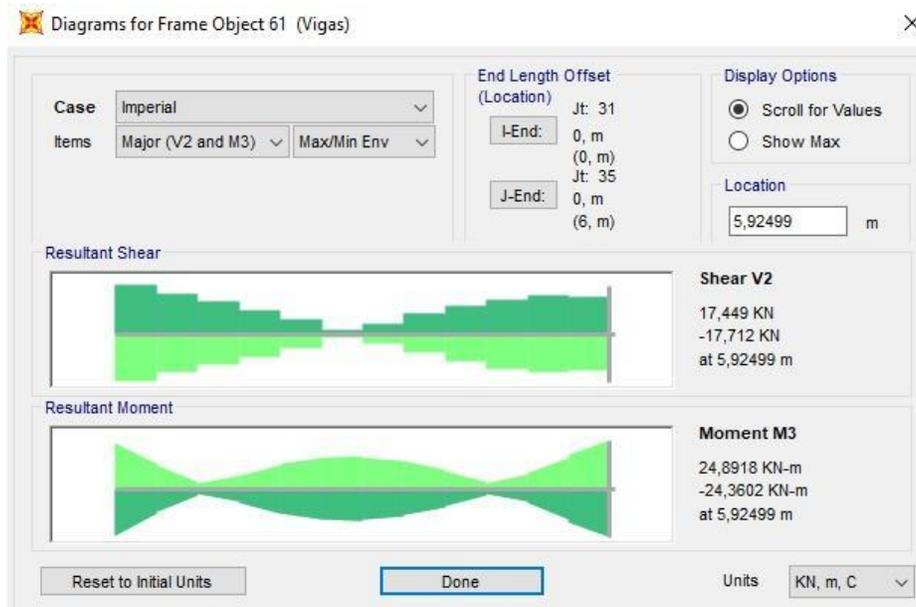 Diagrams for Frame Object 61 (Vigas)
Case Imperial
Items Major (V2 and M3) Max/Min Env
End Length Offset
(Location)
I-End:
Jt: 31
0, m
(0, m)
J-End:
Jt: 35
0, m
(6, m)
Display Options
Scroll for Values
Show Max
Location
5,92499 m
Resultant Shear
Shear V2
17,449 KN
-17,712 KN
at 5,92499 m
Resultant Moment
Moment M3
24,8918 KN-m
-24,3602 KN-m
at 5,92499 m
Reset to Initial Units
Done
Units KN, m, C